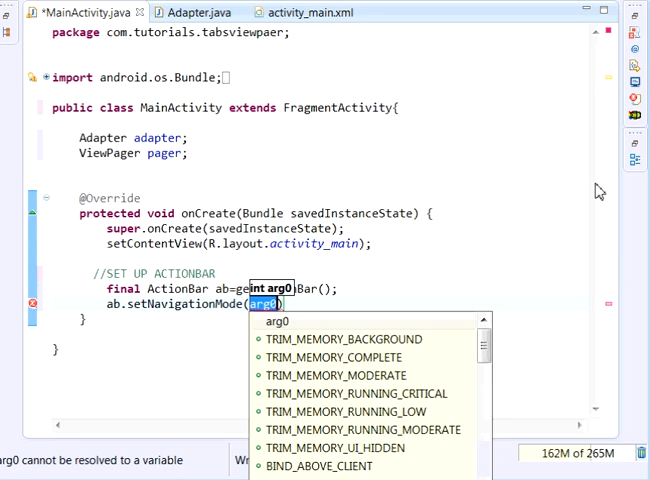 *MainActivity.java Adapter.java activity_main.xml
package com.tutorials.tabsviewpaer;
import android.os.Bundle;
public class MainActivity extends FragmentActivity{
Adapter adapter;
ViewPager pager;
@Override
protected void onCreate(Bundle savedInstanceState) {
super.onCreate(savedInstanceState);
setContentView(R.layout.activity_main);
//SET UP ACTIONBAR
final ActionBar ab=ge Bar();
int arg0
ab.setNavigationMode(arg0)
}
}
arg0
TRIM_MEMORY_BACKGROUND
TRIM_MEMORY_COMPLETE
TRIM_MEMORY_MODERATE
TRIM_MEMORY_RUNNING_CRITICAL
TRIM_MEMORY_RUNNING_LOW
TRIM_MEMORY_RUNNING_MODERATE
TRIM_MEMORY_UI_HIDDEN
BIND_ABOVE_CLIENT
arg0 cannot be resolved to a variable
162M of 265M